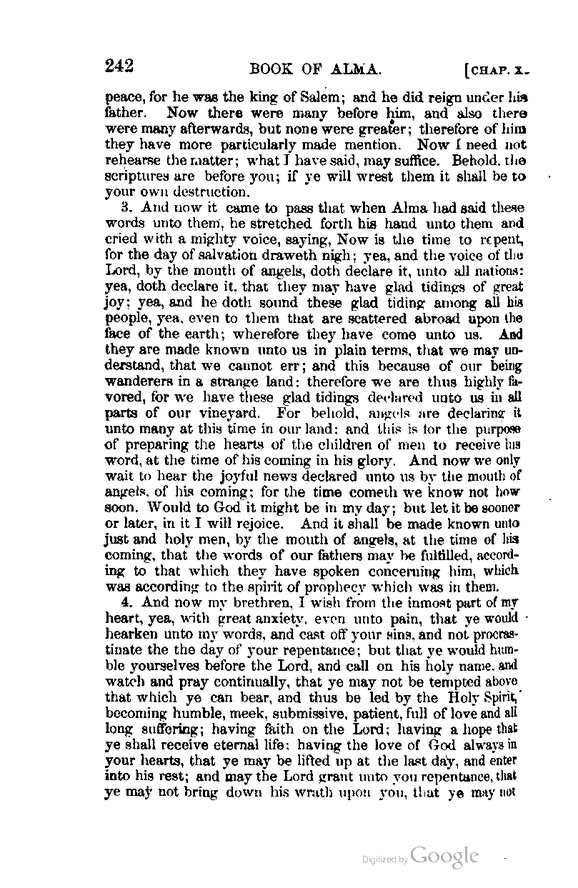 242 BOOK OF ALMA. [CHAP. X.
peace, for he was the king of Salem; and he did reign under his
father. Now there were many before him, and also there
were many afterwards, but none were greater; therefore of him
they have more particularly made mention. Now I need not
rehearse the matter; what I have said, may suffice. Behold, the
scriptures are before you; if ye will wrest them it shall be to
your own destruction.
3. And now it came to pass that when Alma had said these
words unto them, he stretched forth his hand unto them and
cried with a mighty voice, saying, Now is the time to repent,
for the day of salvation draweth nigh; yea, and the voice of the
Lord, by the mouth of angels, doth declare it, unto all nations:
yea, doth declare it, that they may have glad tidings of great
joy; yea, and he doth sound these glad tiding among all his
people, yea, even to them that are scattered abroad upon the
face of the earth; wherefore they have come unto us. And
they are made known unto us in plain terms, that we may un-
derstand, that we cannot err; and this because of our being
wanderers in a strange land: therefore we are thus highly fa-
vored, for we have these glad tidings declared unto us in all
parts of our vineyard. For behold, angels are declaring it
unto many at this time in our land: and this is for the purpose
of preparing the hearts of the children of men to receive his
word, at the time of his coming in his glory. And now we only
wait to hear the joyful news declared unto us by the mouth of
angels, of his coming; for the time cometh we know not how
soon. Would to God it might be in my day; but let it be sooner
or later, in it I will rejoice. And it shall be made known unto
just and holy men, by the mouth of angels, at the time of his
coming, that the words of our fathers may be fulfilled, accord-
ing to that which they have spoken concerning him, which
was according to the spirit of prophecy which was in them.
4. And now my brethren, I wish from the inmost part of my
heart, yea, with great anxiety, even unto pain, that ye would
hearken unto my words, and cast off your sins, and not procras-
tinate the the day of your repentance; but that ye would hum-
ble yourselves before the Lord, and call on his holy name, and
watch and pray continually, that ye may not be tempted above
that which ye can bear, and thus be led by the Holy Spirit,
becoming humble, meek, submissive, patient, full of love and all
long suffering; having faith on the Lord; having a hope that
ye shall receive eternal life; having the love of God always in
your hearts, that ye may be lifted up at the last day, and enter
into his rest; and may the Lord grant unto you repentance, that
ye may not bring down his wrath upon you, that ye may not
Digitized by Google